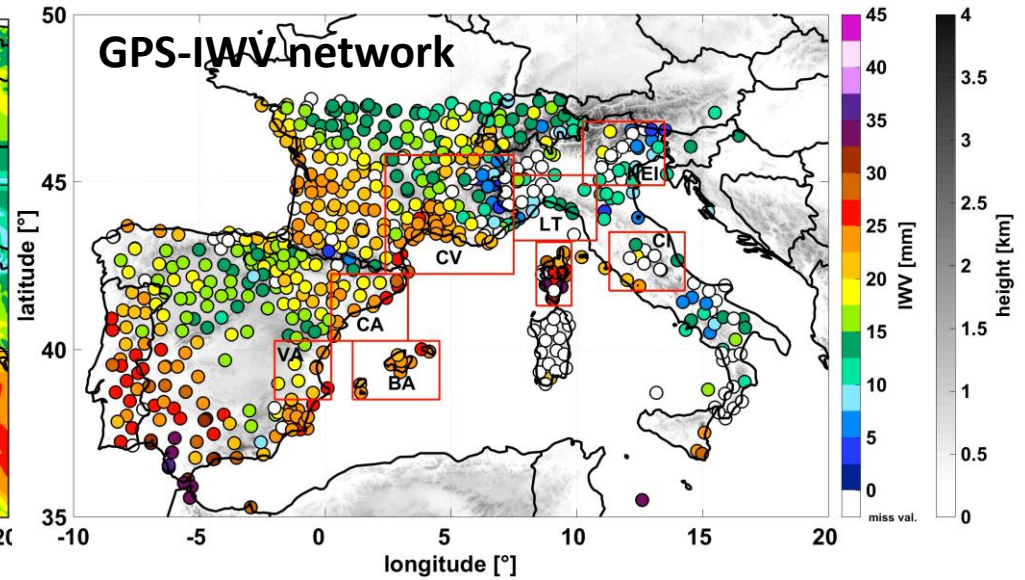 GPS-IWV network
50
45
40
35
latitude [°]
-10
-5
0
5
10
15
20
longitude [°]
NEI
LT
CI
CV
CA
VA
BA
45
40
35
30
25
20
15
10
5
0
miss val.
IWV [mm]
4
3.5
3
2.5
2
1.5
1
0.5
0
height [km]